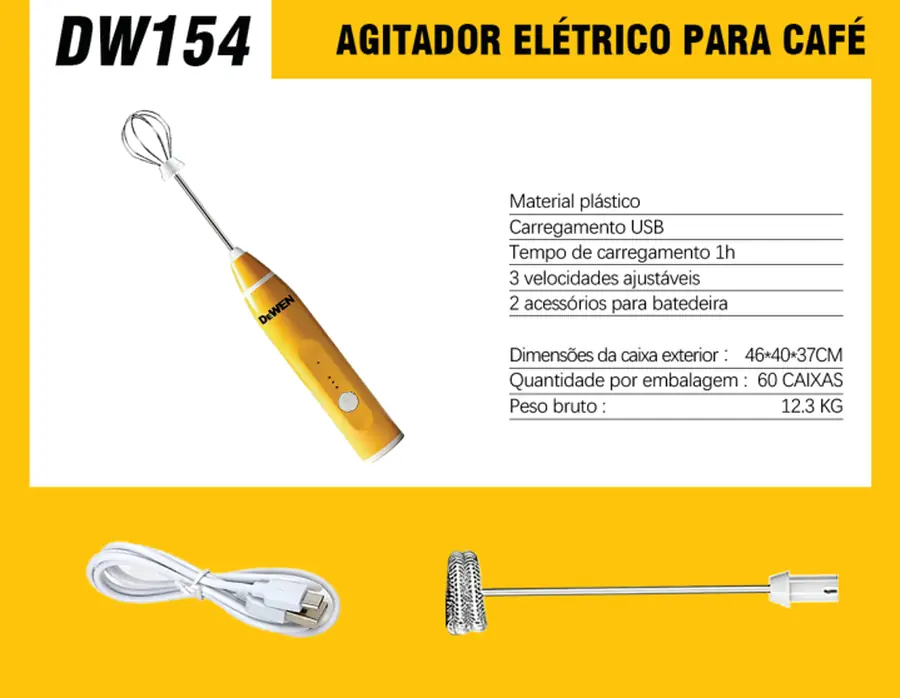 DW154
AGITADOR ELÉTRICO PARA CAFÉ
Material plástico
Carregamento USB
Tempo de carregamento 1h
3 velocidades ajustáveis
2 acessórios para batedeira
DeWEN
Dimensões da caixa exterior : 46*40*37CM
Quantidade por embalagem : 60 CAIXAS
Peso bruto : 12.3 KG